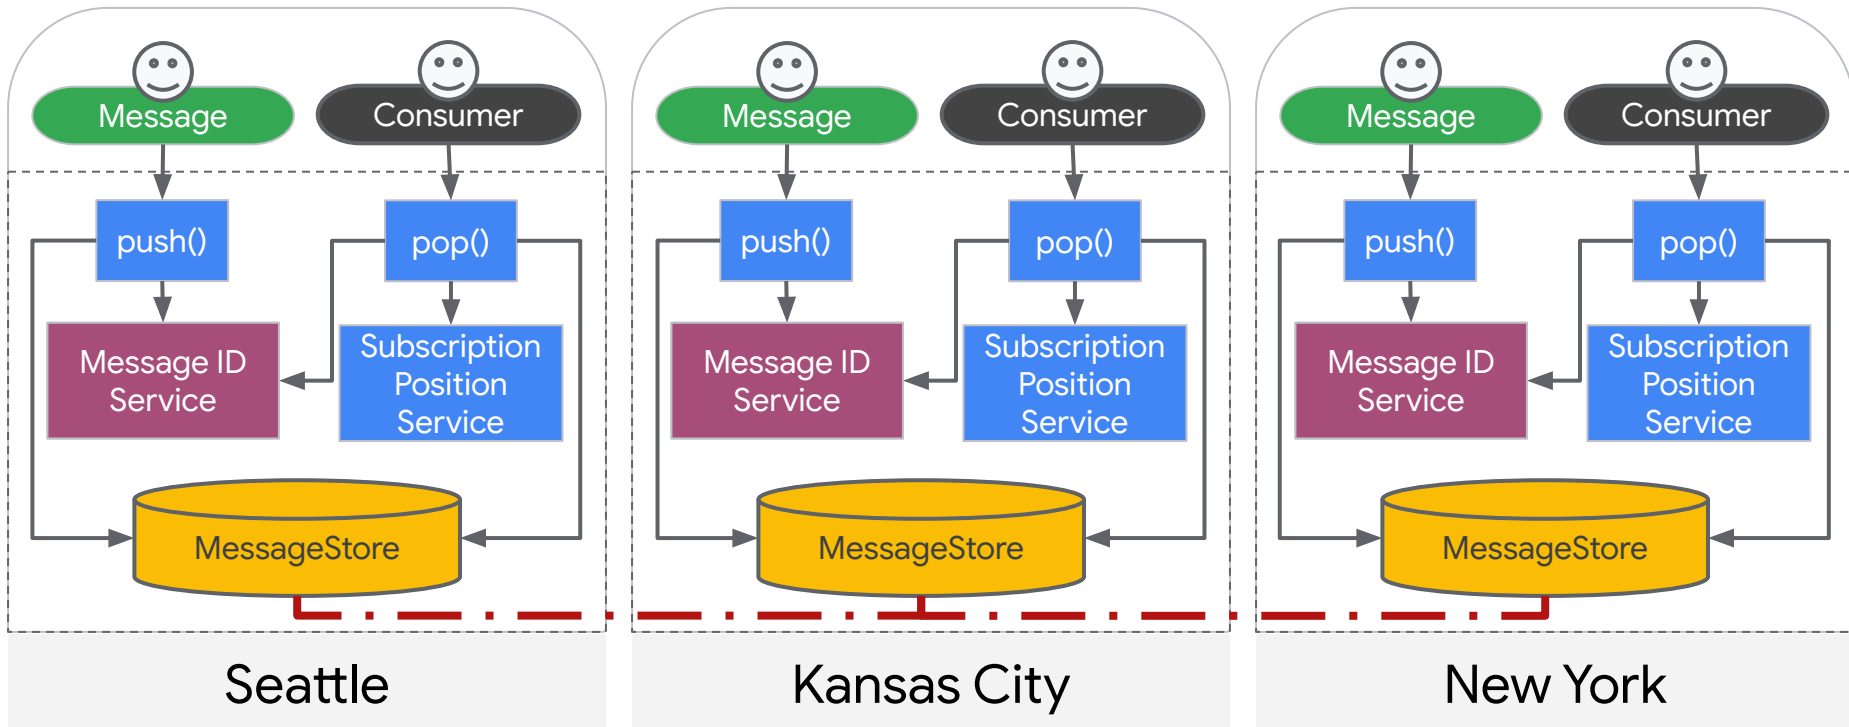 Message
Consumer
push()
pop()
Message ID
Service
Subscription
Position
Service
MessageStore
Seattle
Message
Consumer
push()
pop()
Message ID
Service
Subscription
Position
Service
MessageStore
Kansas City
Message
Consumer
push()
pop()
Message ID
Service
Subscription
Position
Service
MessageStore
New York